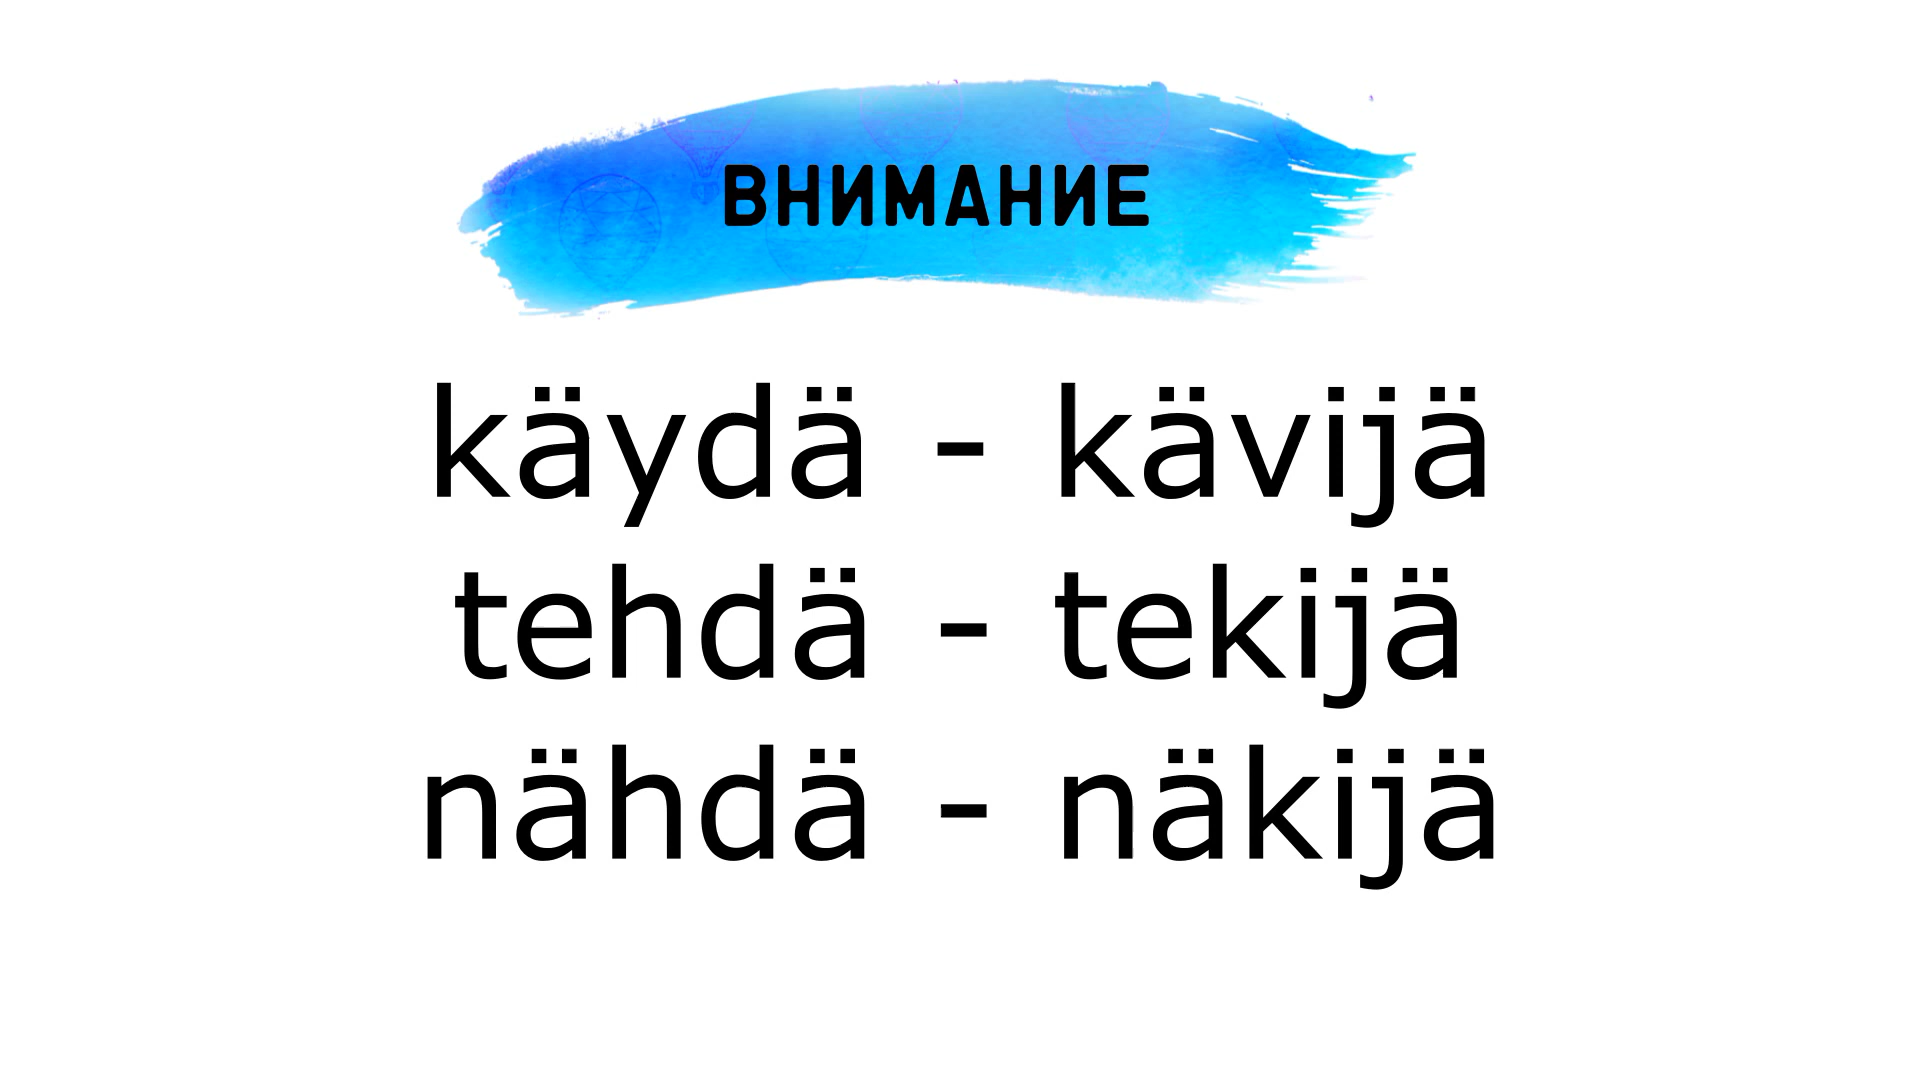 ВНИМАНИЕ
käydä - kävijä
tehdä - tekijä
nähdä - näkijä